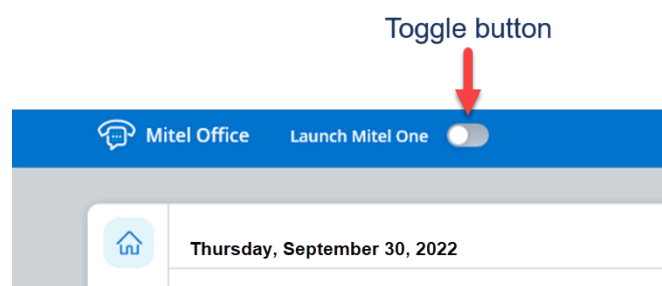 Toggle button
Mitel Office Launch Mitel One
Thursday, September 30, 2022